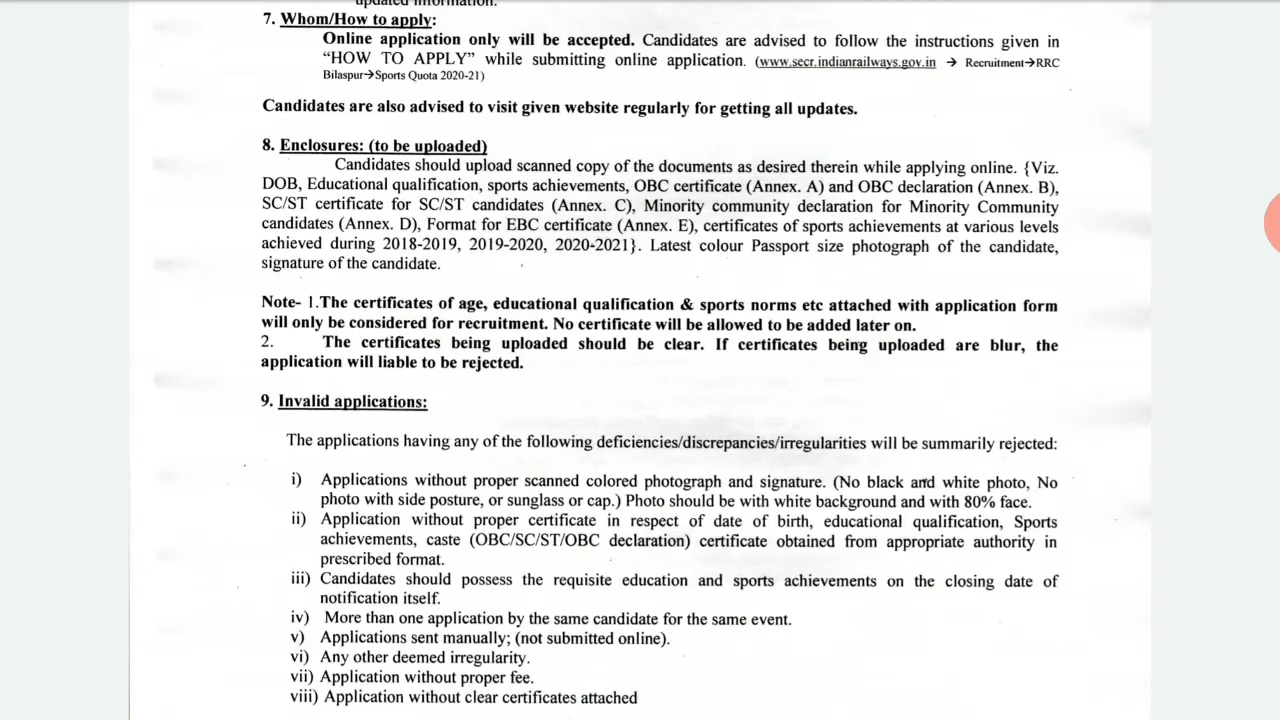 updated information.
7. Whom/How to apply:
Online application only will be accepted. Candidates are advised to follow the instructions given in
“HOW TO APPLY” while submitting online application. (www.secr.indianrailways.gov.in → Recruitment→RRC
Bilaspur→Sports Quota 2020-21)
Candidates are also advised to visit given website regularly for getting all updates.
8. Enclosures: (to be uploaded)
Candidates should upload scanned copy of the documents as desired therein while applying online. {Viz.
DOB, Educational qualification, sports achievements, OBC certificate (Annex. A) and OBC declaration (Annex. B),
SC/ST certificate for SC/ST candidates (Annex. C), Minority community declaration for Minority Community
candidates (Annex. D), Format for EBC certificate (Annex. E), certificates of sports achievements at various levels
achieved during 2018-2019, 2019-2020, 2020-2021}. Latest colour Passport size photograph of the candidate,
signature of the candidate.
Note- 1.The certificates of age, educational qualification & sports norms etc attached with application form
will only be considered for recruitment. No certificate will be allowed to be added later on.
2. The certificates being uploaded should be clear. If certificates being uploaded are blur, the
application will liable to be rejected.
9. Invalid applications:
The applications having any of the following deficiencies/discrepancies/irregularities will be summarily rejected:
i) Applications without proper scanned colored photograph and signature. (No black and white photo, No
photo with side posture, or sunglass or cap.) Photo should be with white background and with 80% face.
ii) Application without proper certificate in respect of date of birth, educational qualification, Sports
achievements, caste (OBC/SC/ST/OBC declaration) certificate obtained from appropriate authority in
prescribed format.
iii) Candidates should possess the requisite education and sports achievements on the closing date of
notification itself.
iv) More than one application by the same candidate for the same event.
v) Applications sent manually; (not submitted online).
vi) Any other deemed irregularity.
vii) Application without proper fee.
viii) Application without clear certificates attached